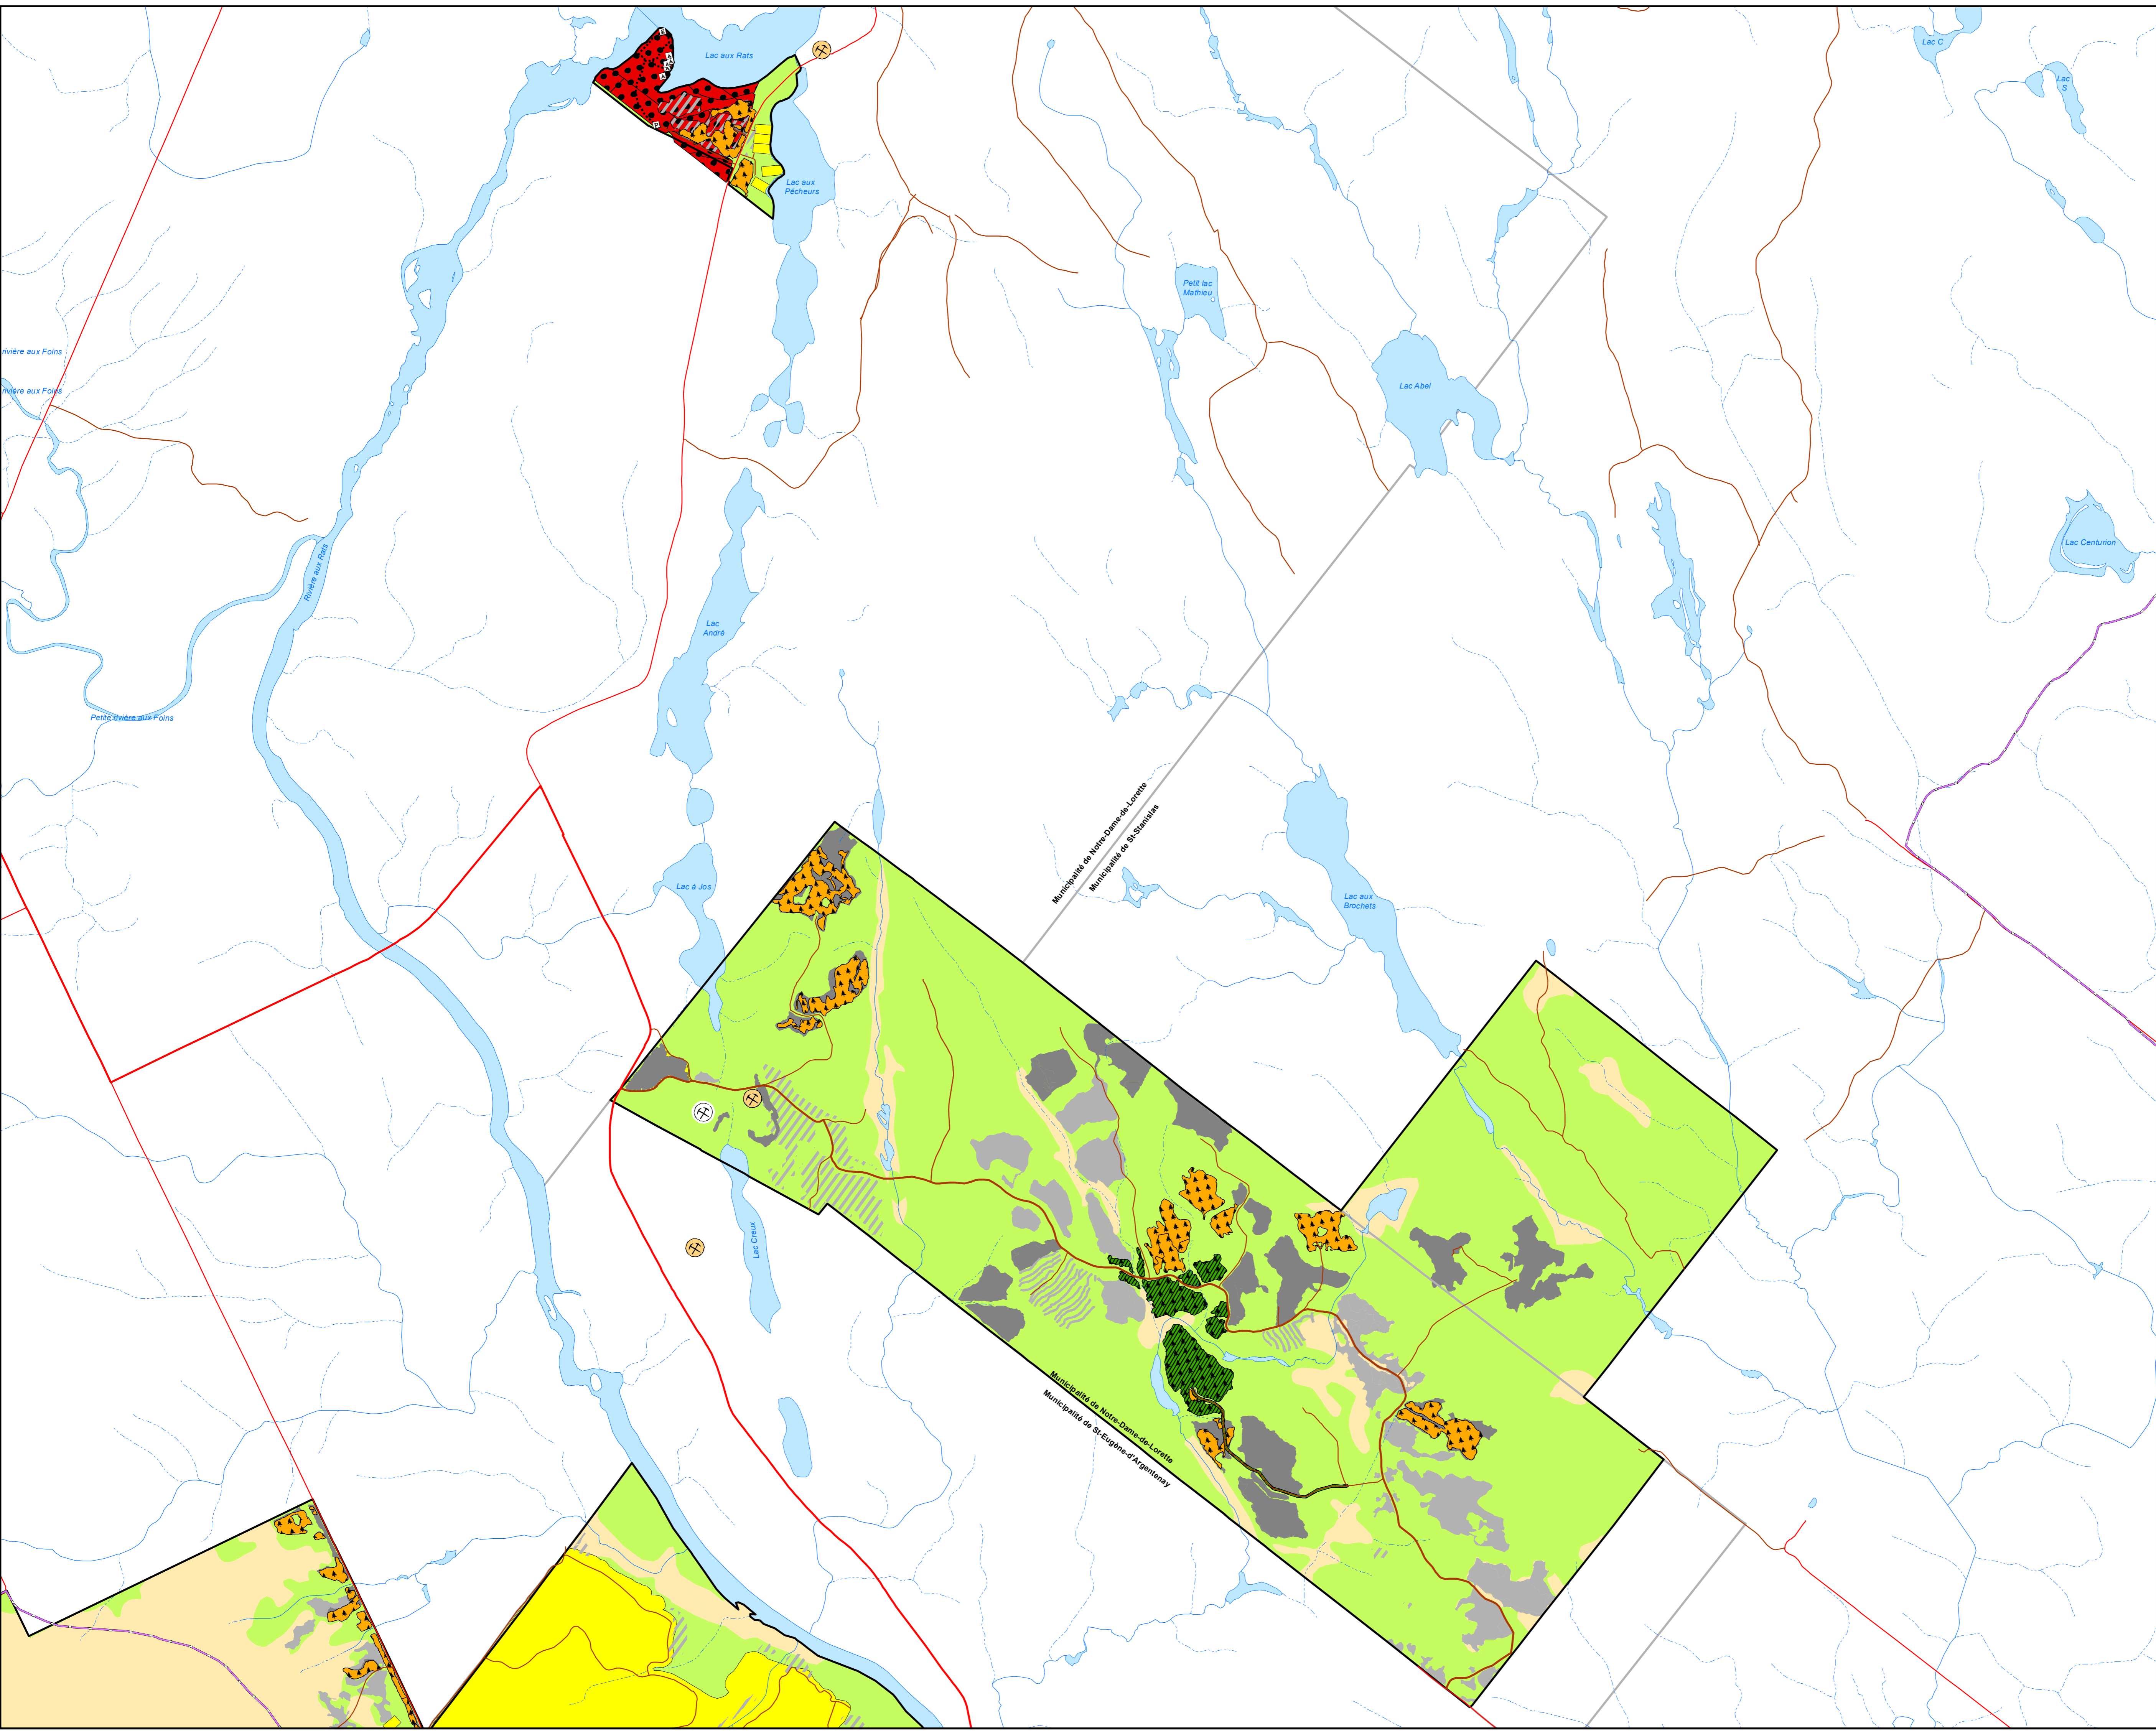 Lac aux Rats
Lac C
Lac
S
Lac aux
Pêcheurs
Petit lac
Mathieu
rivière aux Foins
rivière aux Foins
Lac Abel
Lac Centurion
Rivière aux Rats
Lac
André
Petite rivière aux Foins
Municipalité de Notre-Dame-de-Lorette
Municipalité de St-Stanislas
Lac à Jos
Lac aux
Brochets
Lac Creux
Municipalité de Notre-Dame-de-Lorette
Municipalité de St-Eugène-d'Argentenay